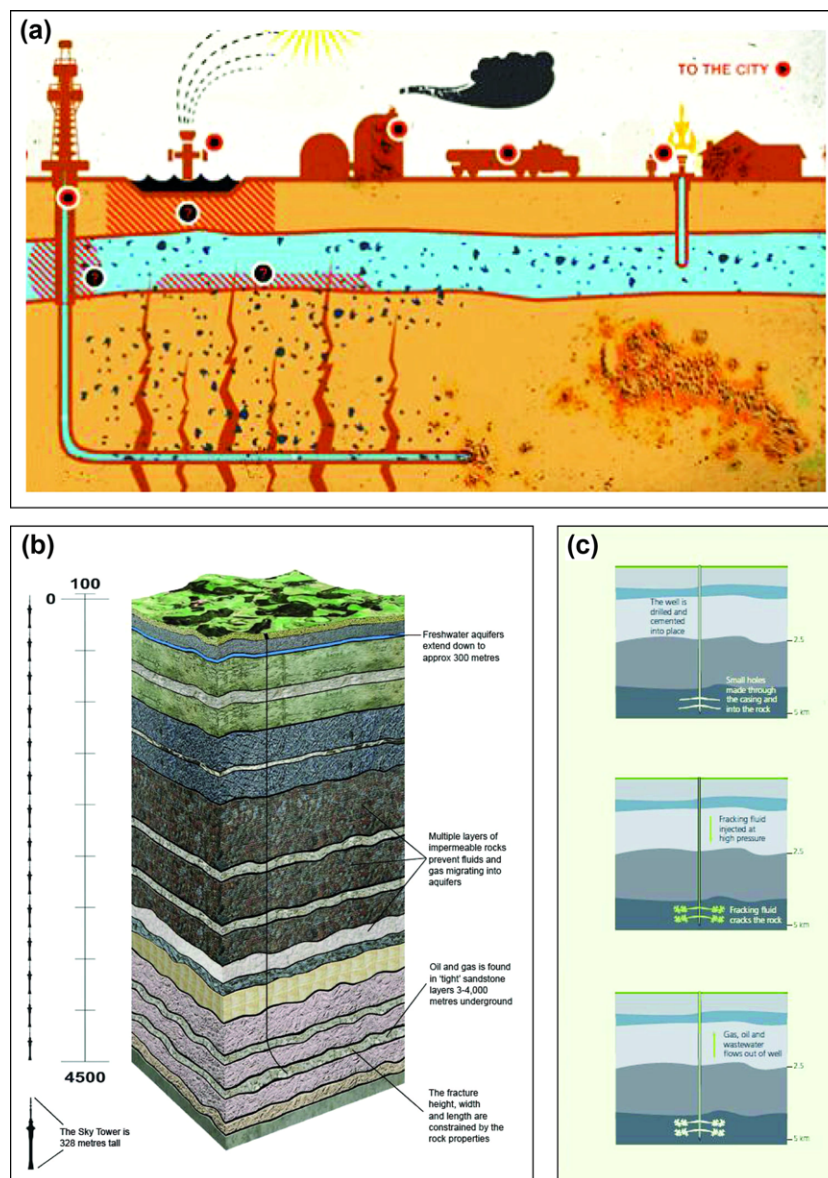 (a)
TO THE CITY
?
?
?
(b)
0
100
4500
Freshwater aquifers
extend down to
approx 300 metres
Multiple layers of
impermeable rocks
prevent fluids and
gas migrating into
aquifers
Oil and gas is found
in ‘tight’ sandstone
layers 3-4,000
metres underground
The fracture
height, width
and length are
constrained by the
rock properties
The Sky Tower is
328 metres tall
(c)
The well is
drilled and
cemented
into place
2.5
Small holes
made through
the casing and
into the rock
5 km
Fracking fluid
injected at
high pressure
2.5
Fracking fluid
cracks the rock
5 km
Gas, oil and
wastewater
flows out of well
2.5
5 km